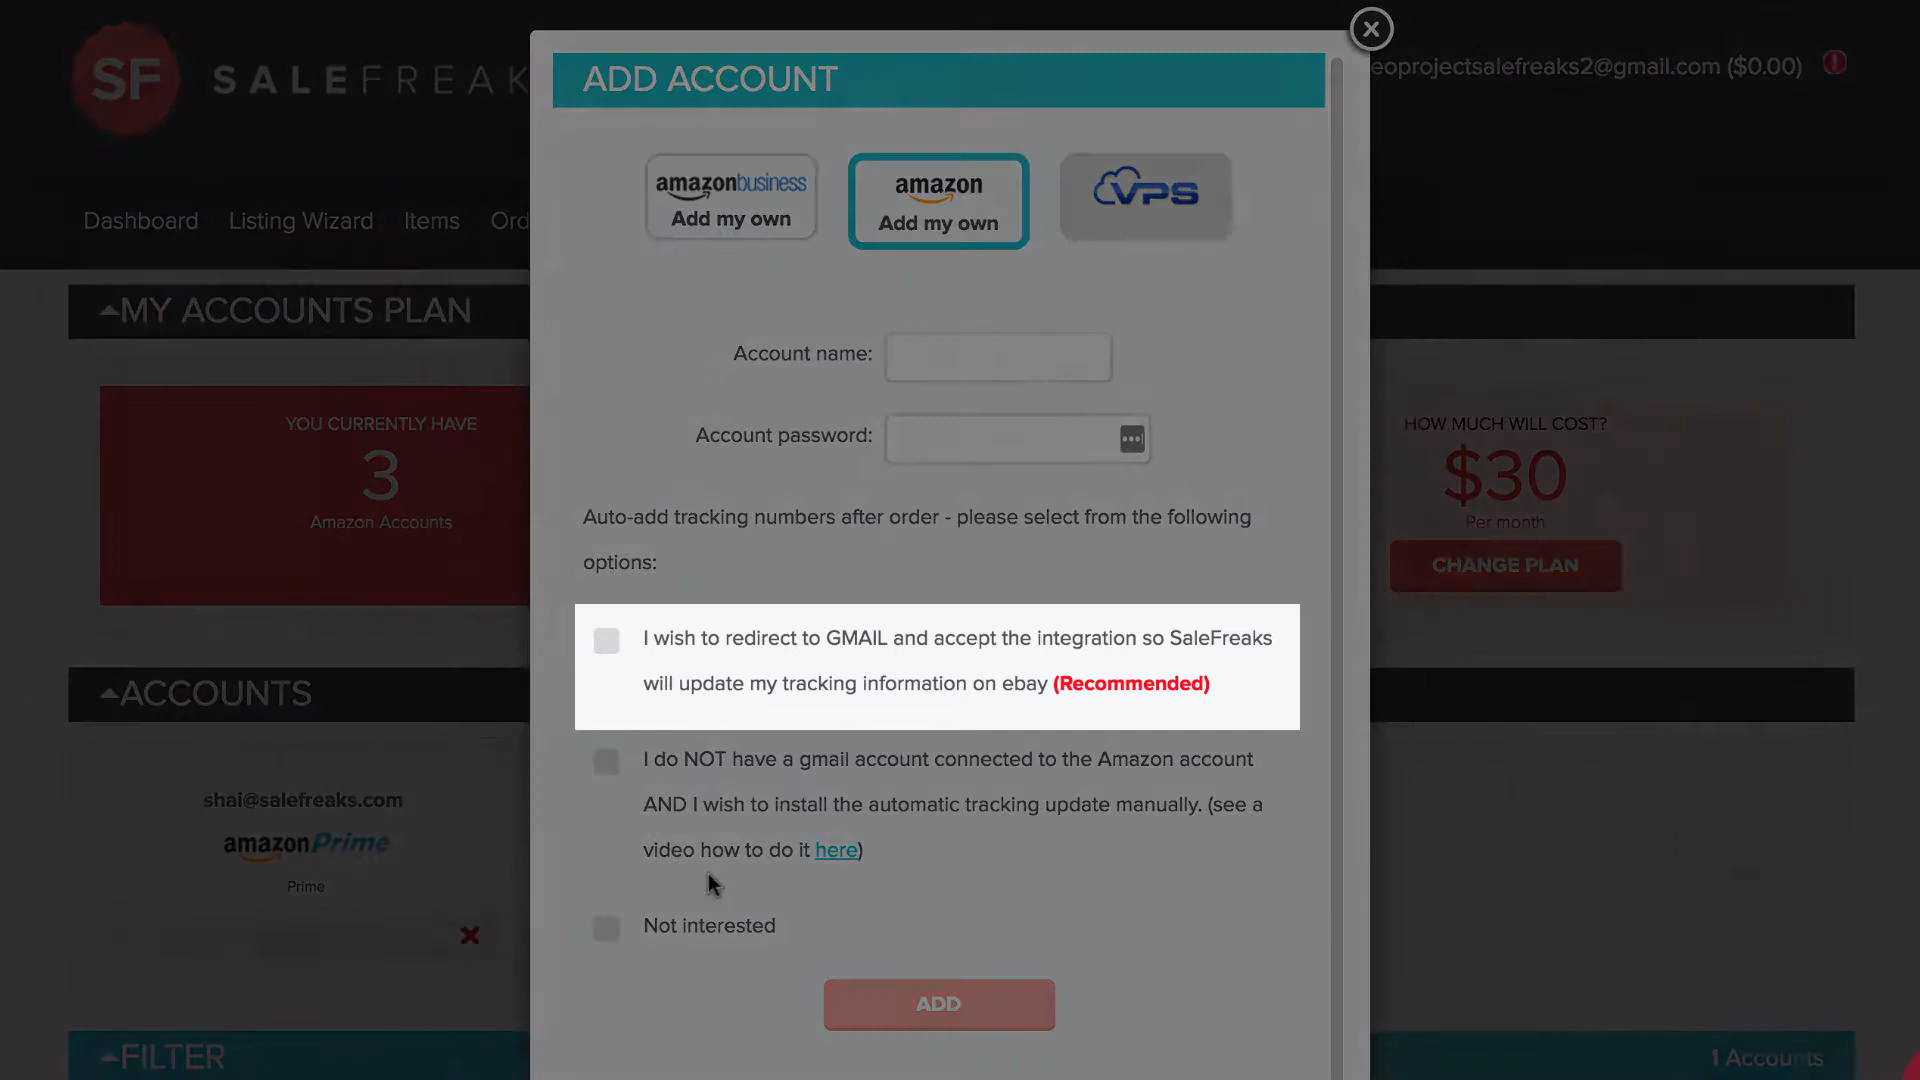 SF SALEFREAK
eoprojectsalefreaks2@gmail.com ($0.00)
ADD ACCOUNT
amazonbusiness
Add my own
amazon
Add my own
VPS
Dashboard Listing Wizard Items Ord
MY ACCOUNTS PLAN
Account name:
YOU CURRENTLY HAVE
3
Amazon Accounts
Account password:
HOW MUCH WILL COST?
$30
Per month
CHANGE PLAN
Auto-add tracking numbers after order - please select from the following
options:
I wish to redirect to GMAIL and accept the integration so SaleFreaks
will update my tracking information on ebay (Recommended)
ACCOUNTS
I do NOT have a gmail account connected to the Amazon account
AND I wish to install the automatic tracking update manually. (see a
video how to do it here)
shai@salefreaks.com
amazonPrime
Prime
Not interested
ADD
FILTER
1 Accounts